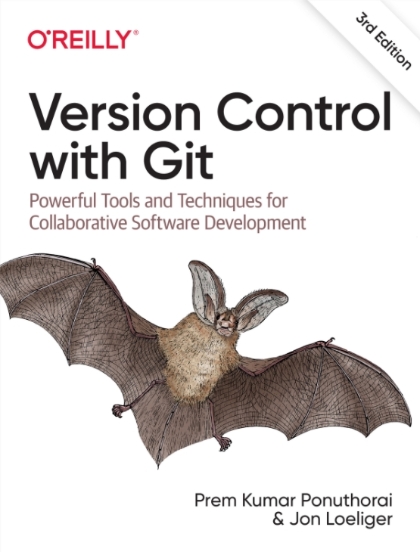 O'REILLY®
3rd Edition
Version Control
with Git
Powerful Tools and Techniques for
Collaborative Software Development
Prem Kumar Ponuthorai
& Jon Loeliger